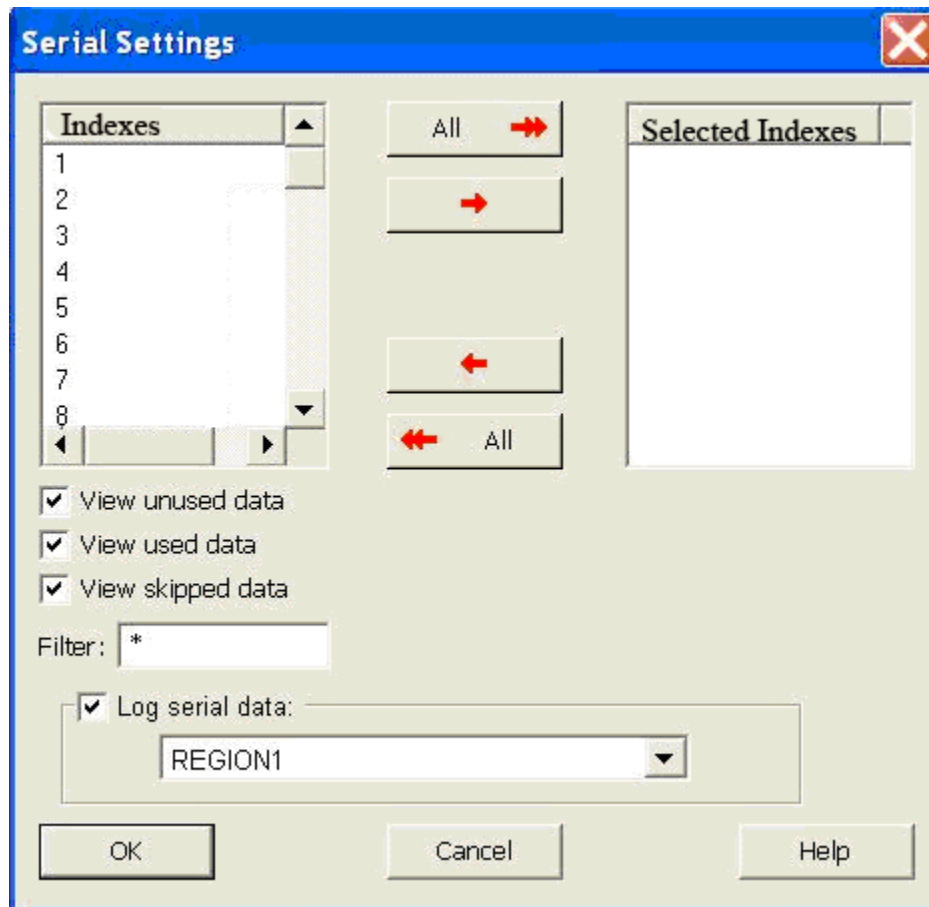 Serial Settings
Indexes
1
2
3
4
5
6
7
8
All
All
Selected Indexes
View unused data
View used data
View skipped data
Filter: *
Log serial data:
REGION1
OK Cancel Help